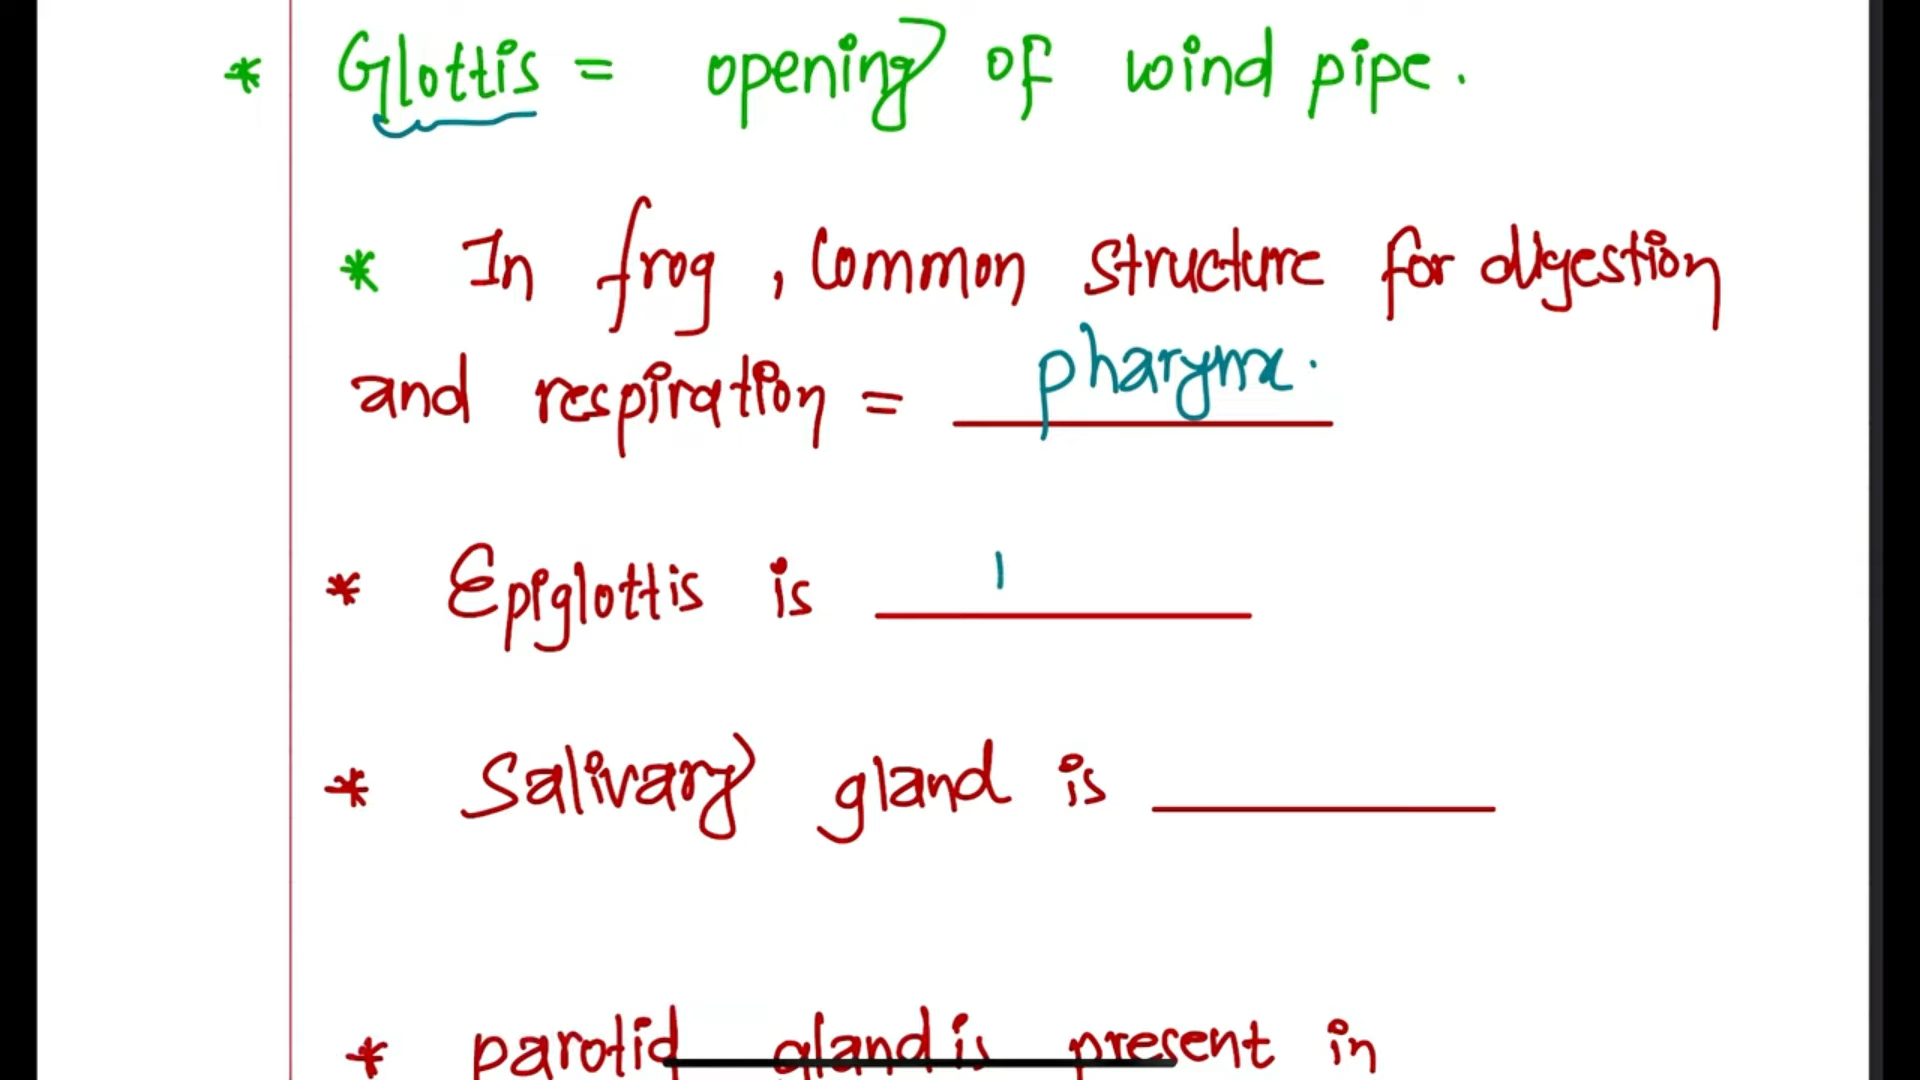 * Glottis = opening of wind pipe.
* In frog, Common structure for digestion
and respiration = pharynx.
* Epiglottis is
* Salivary gland is
* parotid gland is present in